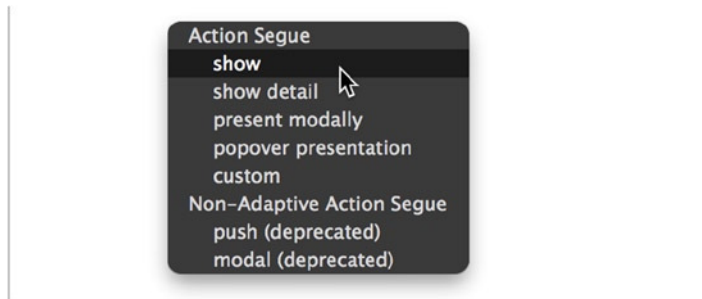 Action Segue
show
show detail
present modally
popover presentation
custom
Non-Adaptive Action Segue
push (deprecated)
modal (deprecated)